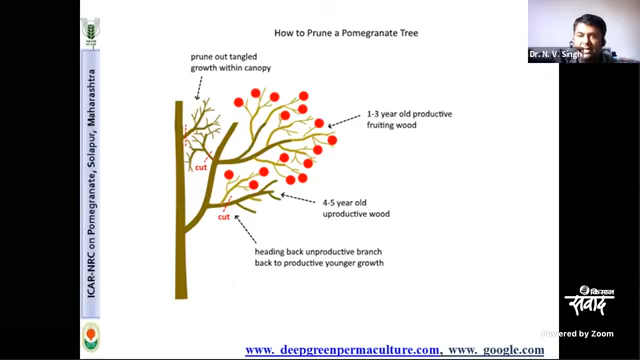 How to Prune a Pomegranate Tree
Dr. N. V. Singh
prune out tangled
growth within canopy
1-3 year old productive
fruiting wood
cut
4-5 year old
uproductive wood
cut
heading back unproductive branch
back to productive younger growth
ICAR-NRC on Pomegranate, Solapur, Maharashtra
किसान
संवाद
Powered by Zoom
www. deepgreenpermaculture.com, www. google.com